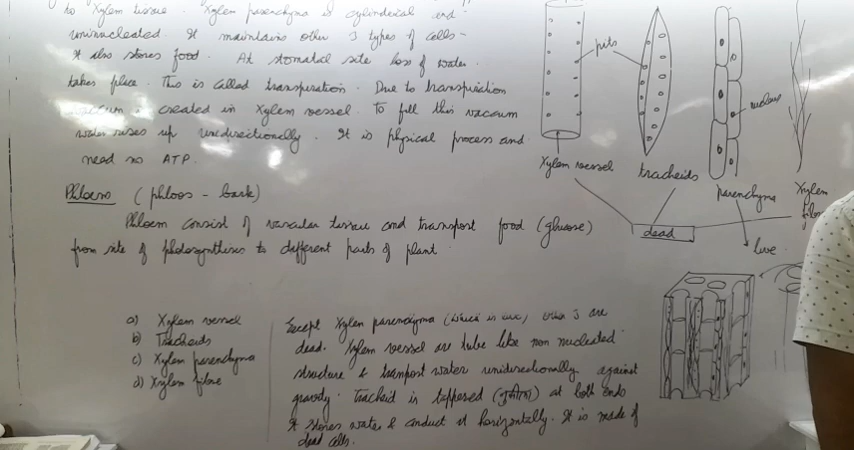 to Xylem tissue. Xylem parenchyma is cylinderical and
uninucleated. It maintains other 3 types of cells-
It also stores food. At stomatal site loss of water
takes place. This is called transpiration. Due to transpiration
vaccum is created in Xylem vessel. To fill this vacuum
water rises up unidirectionally. It is physical process and
need no ATP.
Phloem (phloos - bark)
Phloem consist of vascular tissue and transport food (glucose)
from site of photosynthesis to different parts of plant.
a) Xylem vessel
b) Tracheids
c) Xylem parenchyma
d) Xylem fibre
Except Xylem parenchyma (which is live) other 3 are
dead. Xylem vessel are tube like non nucleated
structure & transport water unidirectionally against
gravity. Tracheid is tappered at both ends
It stores water & conduct it horizontally. It is made of
dead cells.
pits
nucleus
Xylem vessel
tracheids
parenchyma
Xylem
dead
live